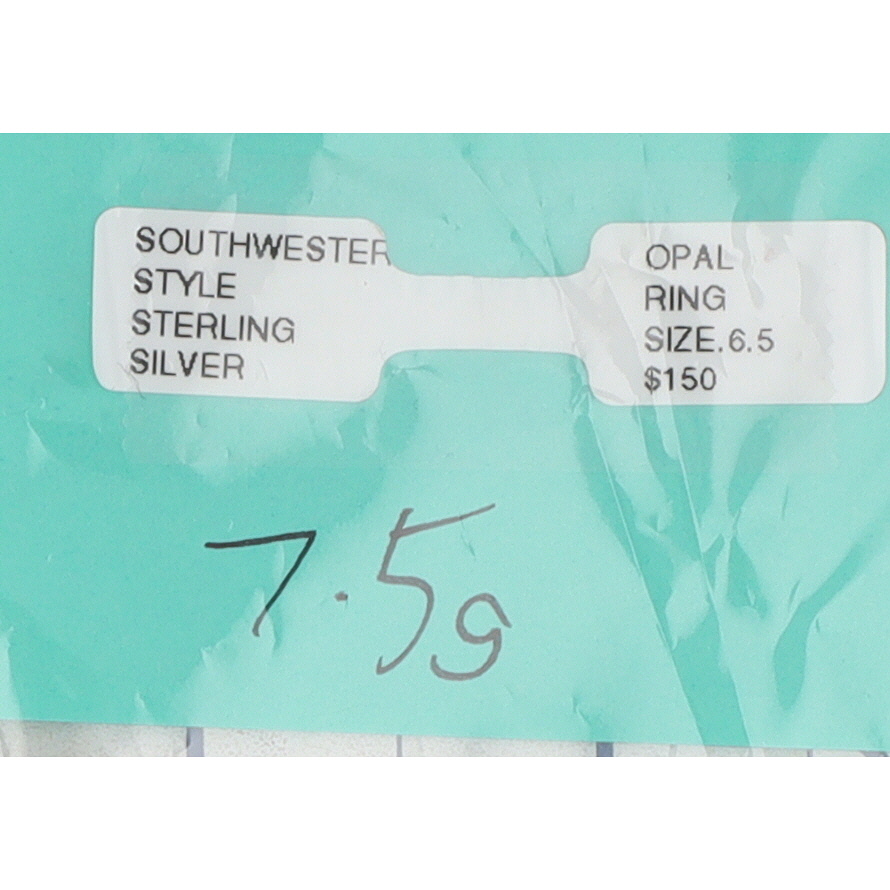 SOUTHWESTER
STYLE
STERLING
SILVER
OPAL
RING
SIZE.6.5
$150
7.5g